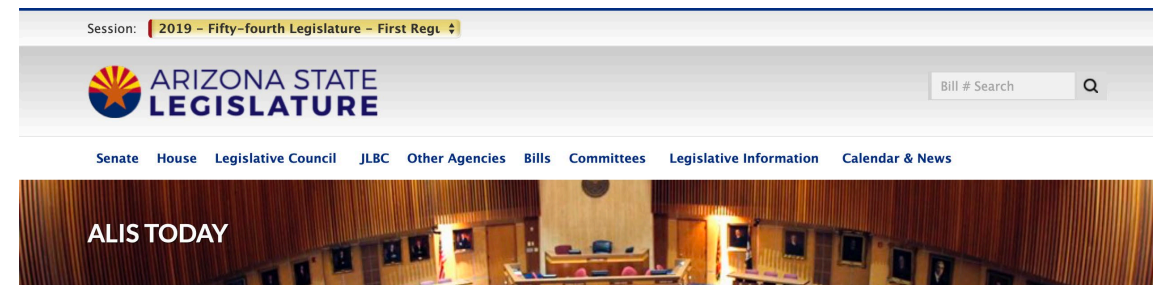 Session: 2019 – Fifty-fourth Legislature – First Regu
ARIZONA STATE
LEGISLATURE
Bill # Search
Senate House Legislative Council JLBC Other Agencies Bills Committees Legislative Information Calendar & News
ALIS TODAY